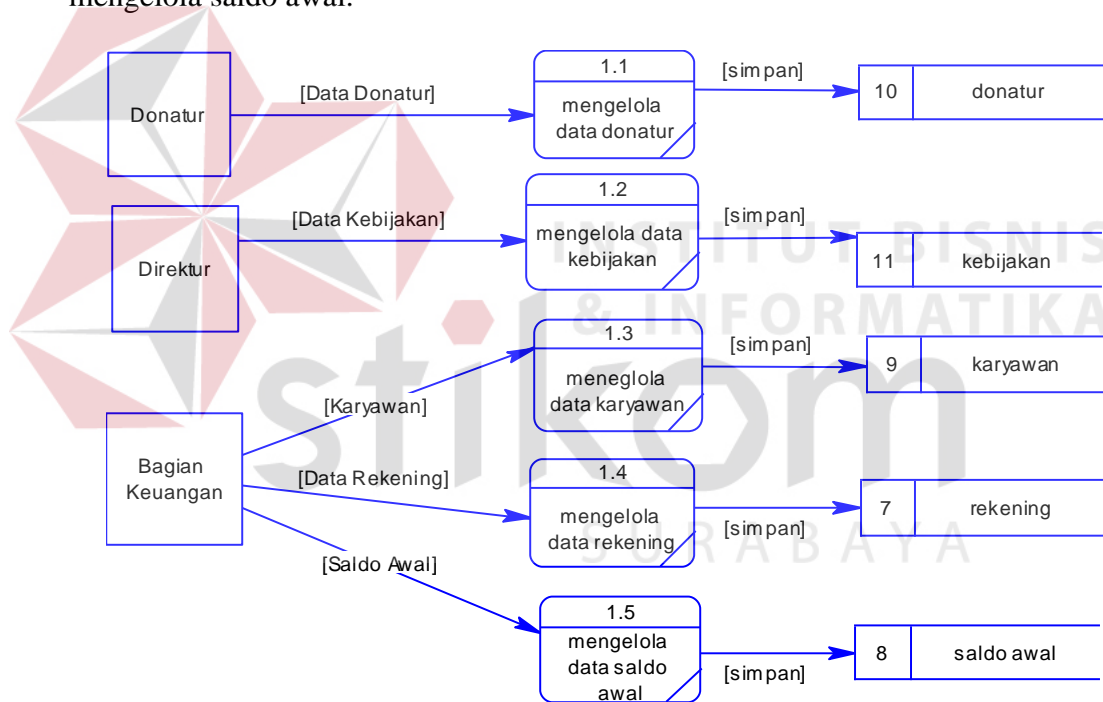 mengelola saldo awal.
Donatur
[Data Donatur]
1.1
mengelola
data donatur
[simpan]
10
donatur
Direktur
[Data Kebijakan]
1.2
mengelola data
kebijakan
[simpan]
11
kebijakan
INSTITUT BISNIS
& INFORMATIKA
stikom
SURABAYA
Bagian
Keuangan
[Karyawan]
1.3
meneglola
data karyawan
[simpan]
9
karyawan
[Data Rekening]
1.4
mengelola
data rekening
[simpan]
7
rekening
[Saldo Awal]
1.5
mengelola
data saldo
awal
[simpan]
8
saldo awal